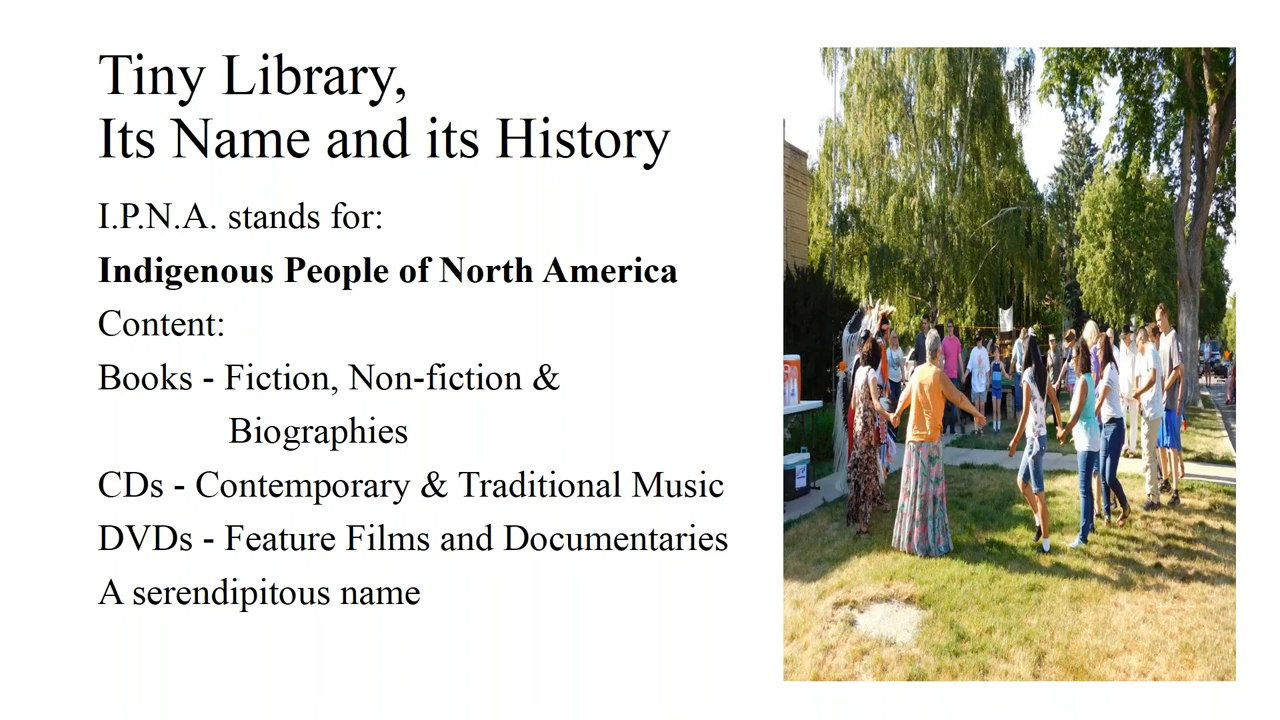 Tiny Library,
Its Name and its History
I.P.N.A. stands for:
Indigenous People of North America
Content:
Books - Fiction, Non-fiction &
Biographies
CDs - Contemporary & Traditional Music
DVDs - Feature Films and Documentaries
A serendipitous name